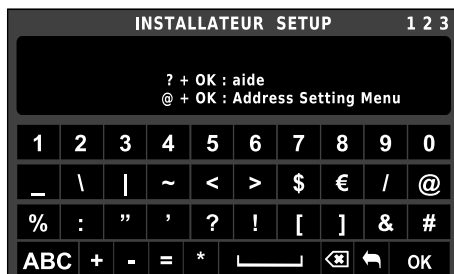 INSTALLATEUR SETUP 1 2 3
? + OK : aide
@ + OK : Address Setting Menu
1 2 3 4 5 6 7 8 9 0
_ \ | ~ < > $ € / @
% : ” ’ ? ! [ ] & #
ABC + - = * OK